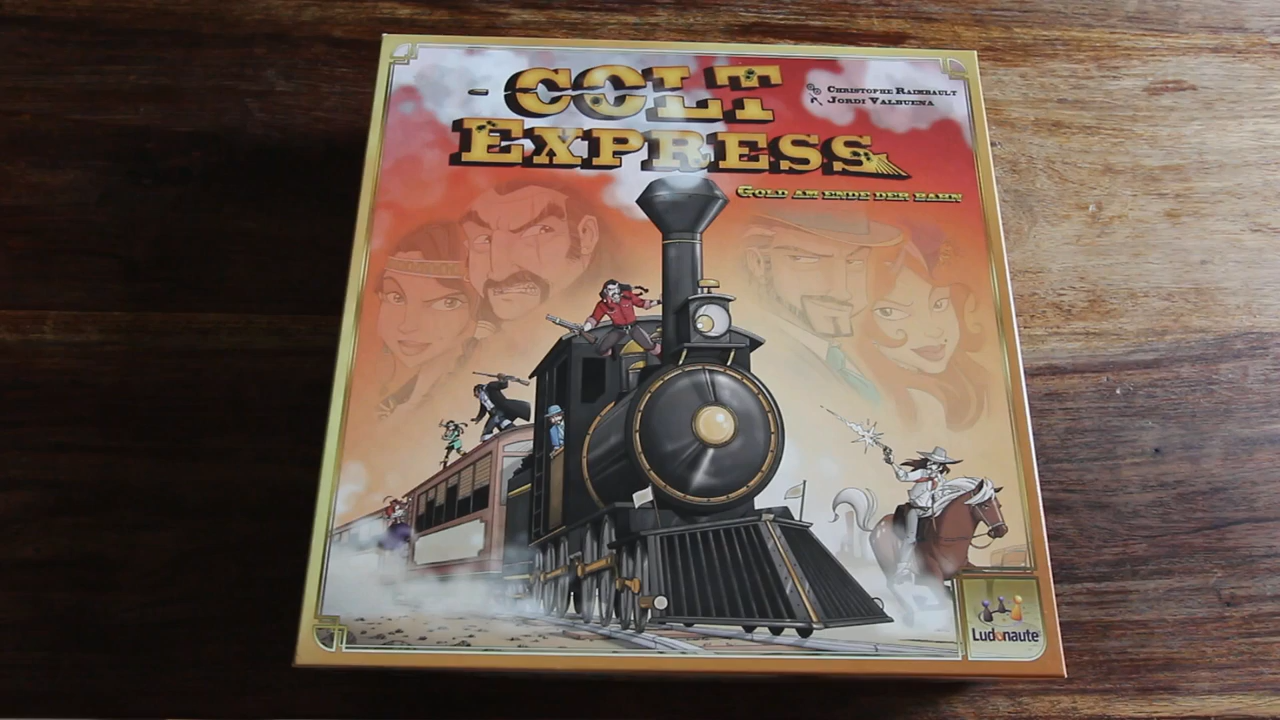 COLT
EXPRESS
CHRISTOPHE RAIMBAULT
JORDI VALBUENA
GOLD AM ENDE DER BAHN
Ludonaute